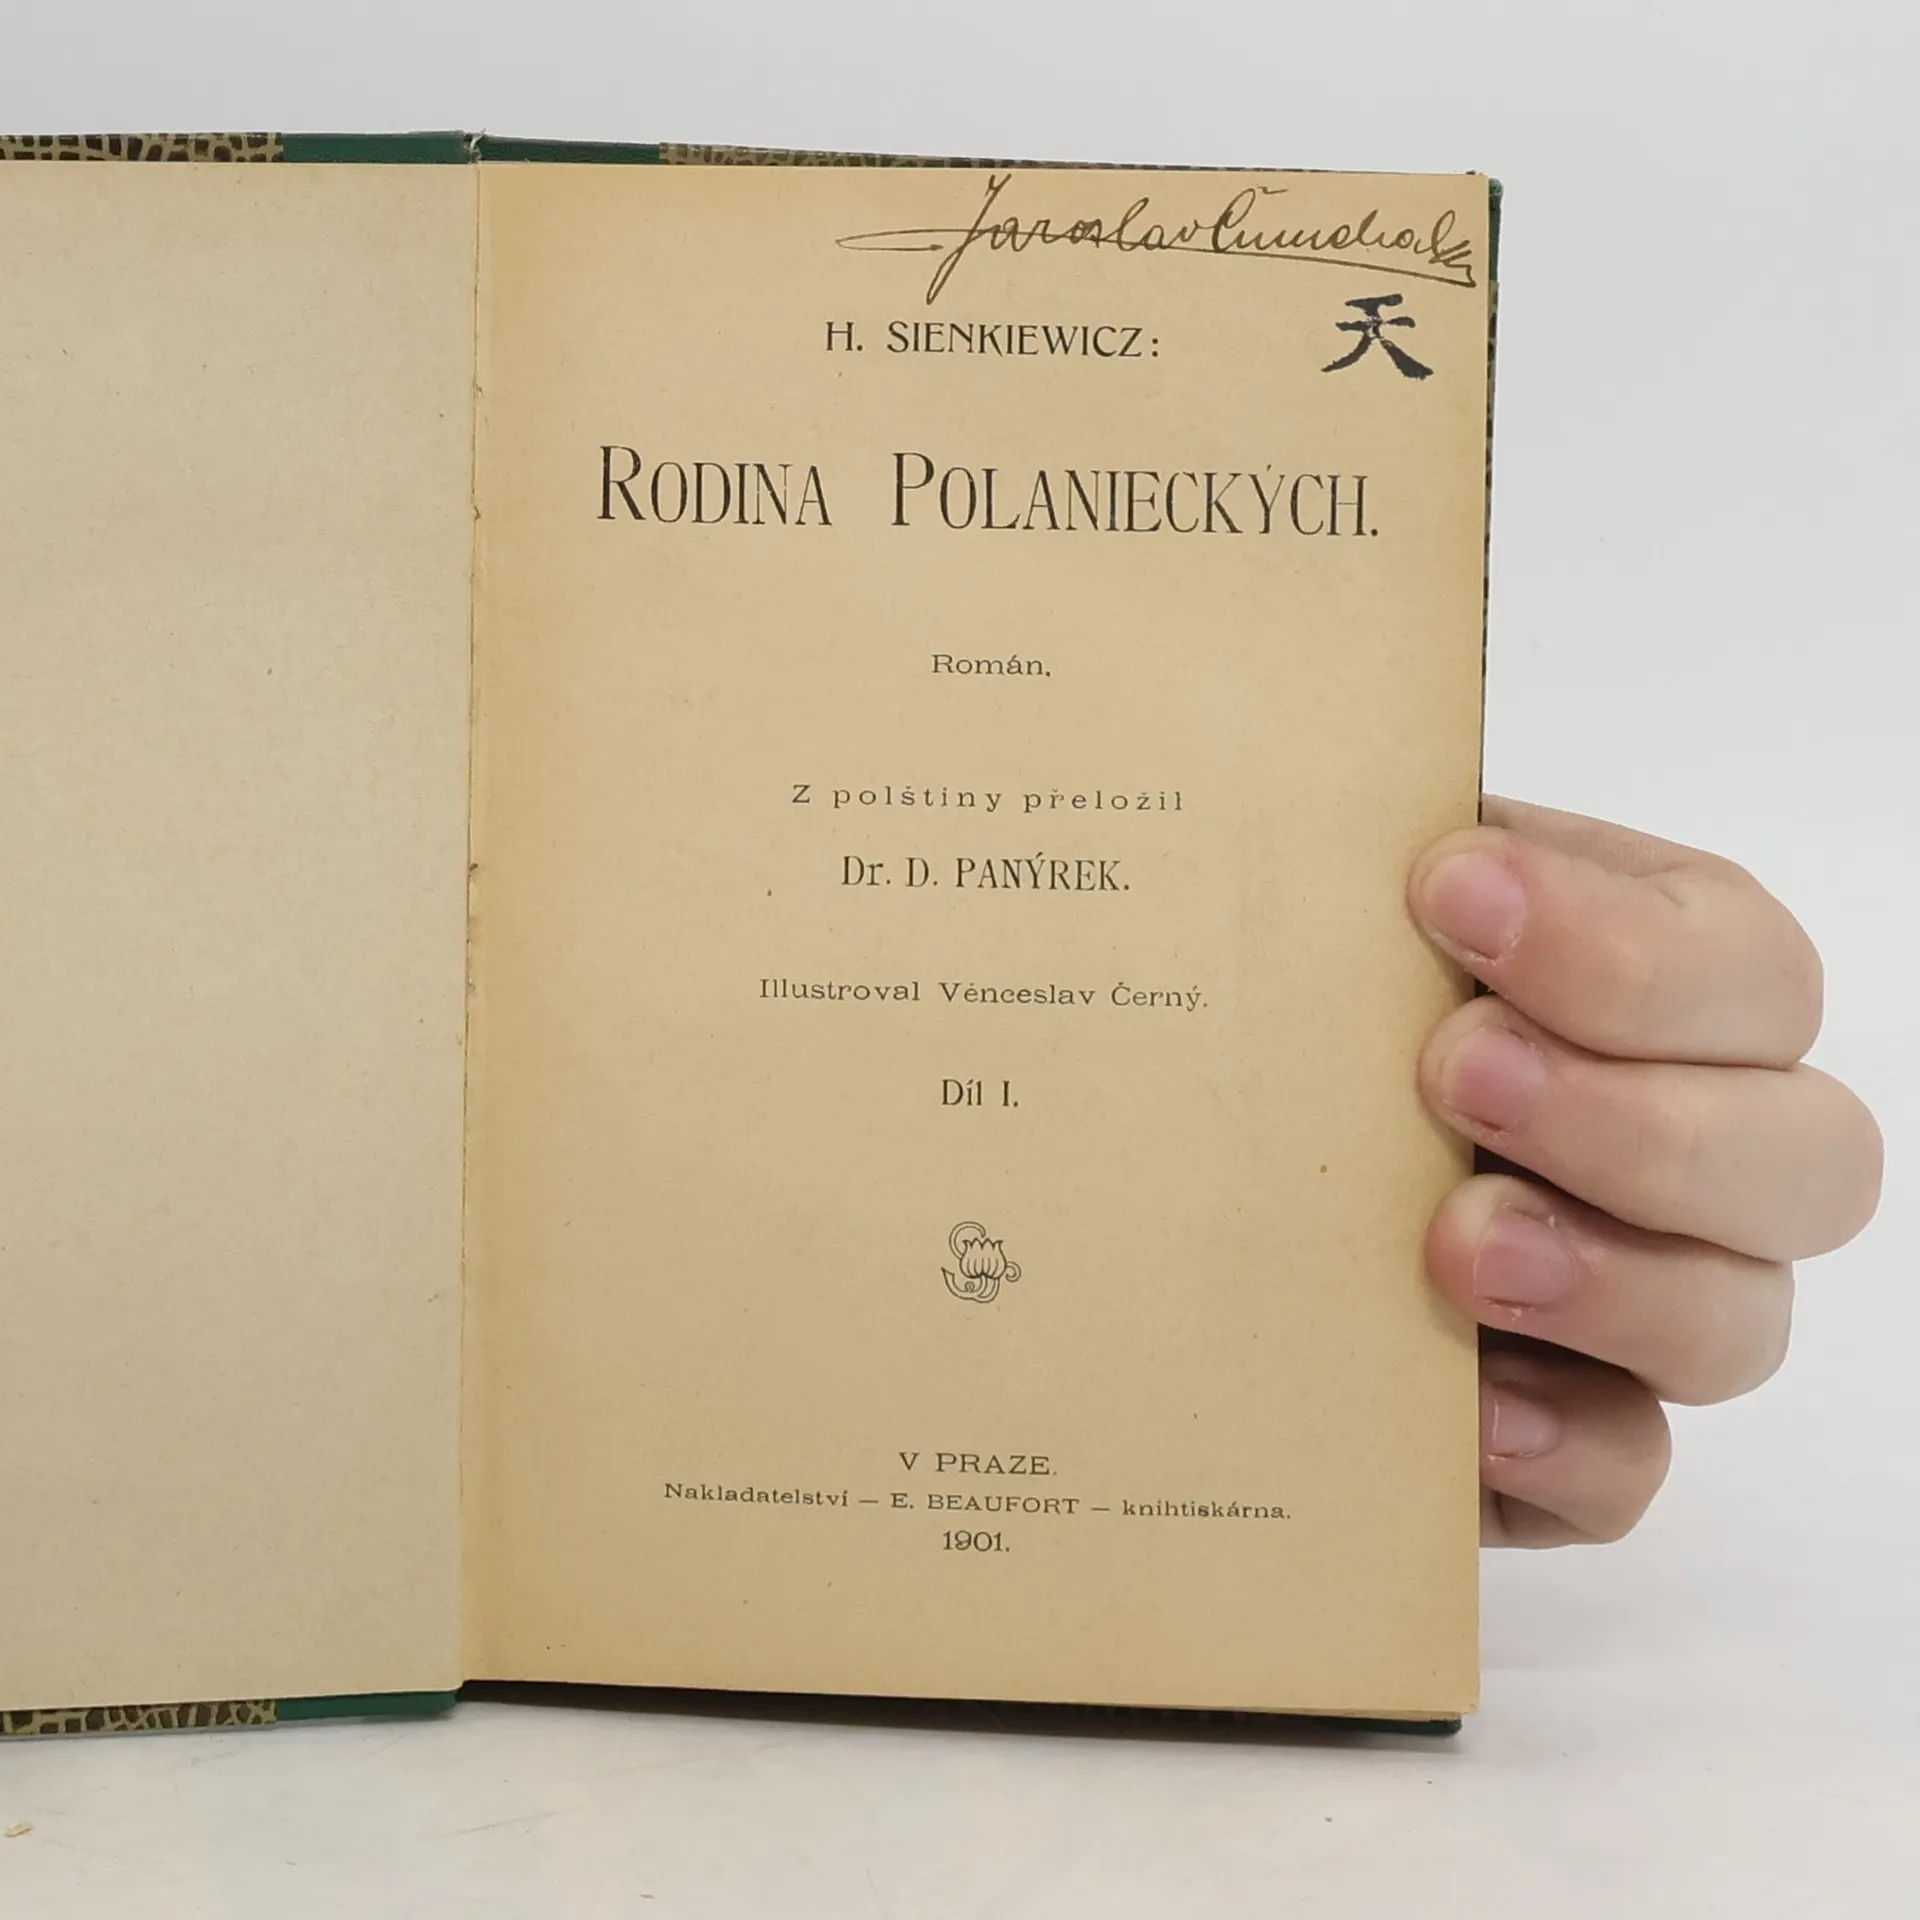 Jaroslav
天
H. SIENKIEWICZ:
RODINA POLANIECKÝCH.
Román.
Z polštiny přeložil
Dr. D. PANÝREK.
Illustroval Věnceslav Černý.
Díl I.
V PRAZE.
Nakladatelství — E. BEAUFORT — knihtiskárna.
1901.